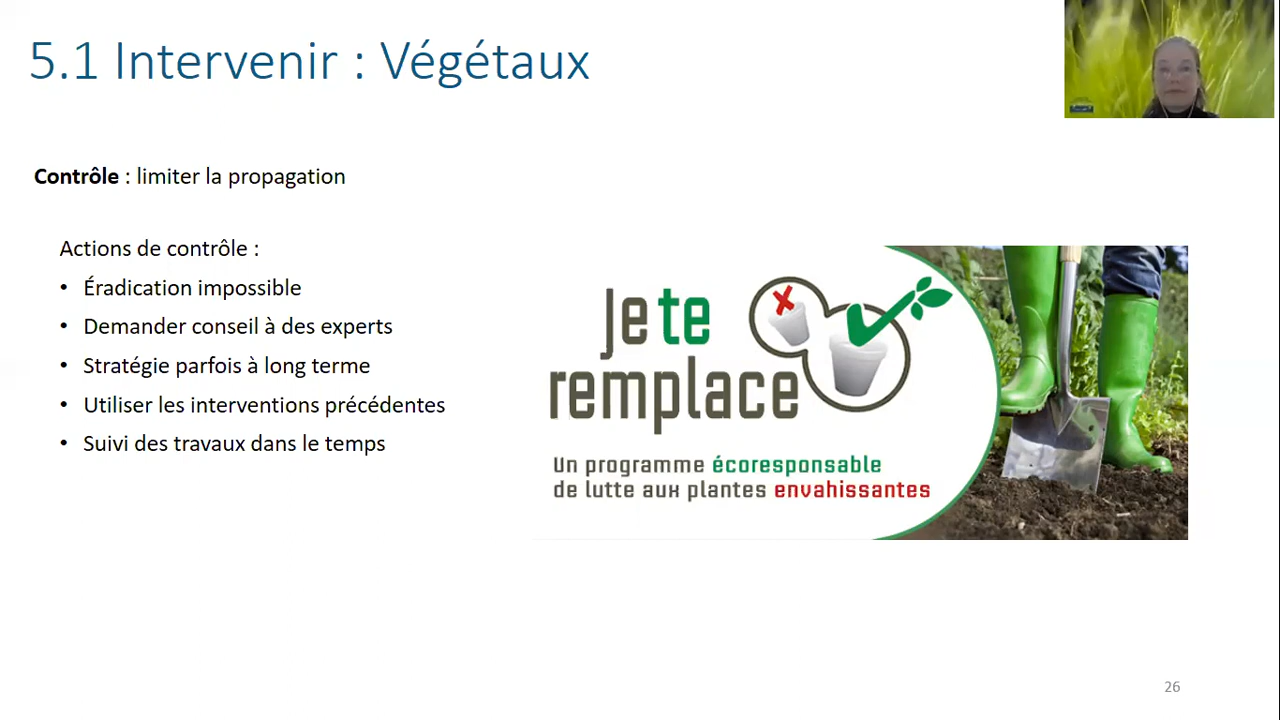 5.1 Intervenir : Végétaux
Contrôle : limiter la propagation
Actions de contrôle :
• Éradication impossible
• Demander conseil à des experts
• Stratégie parfois à long terme
• Utiliser les interventions précédentes
• Suivi des travaux dans le temps
Je te
remplace
Un programme écoresponsable
de lutte aux plantes envahissantes
26